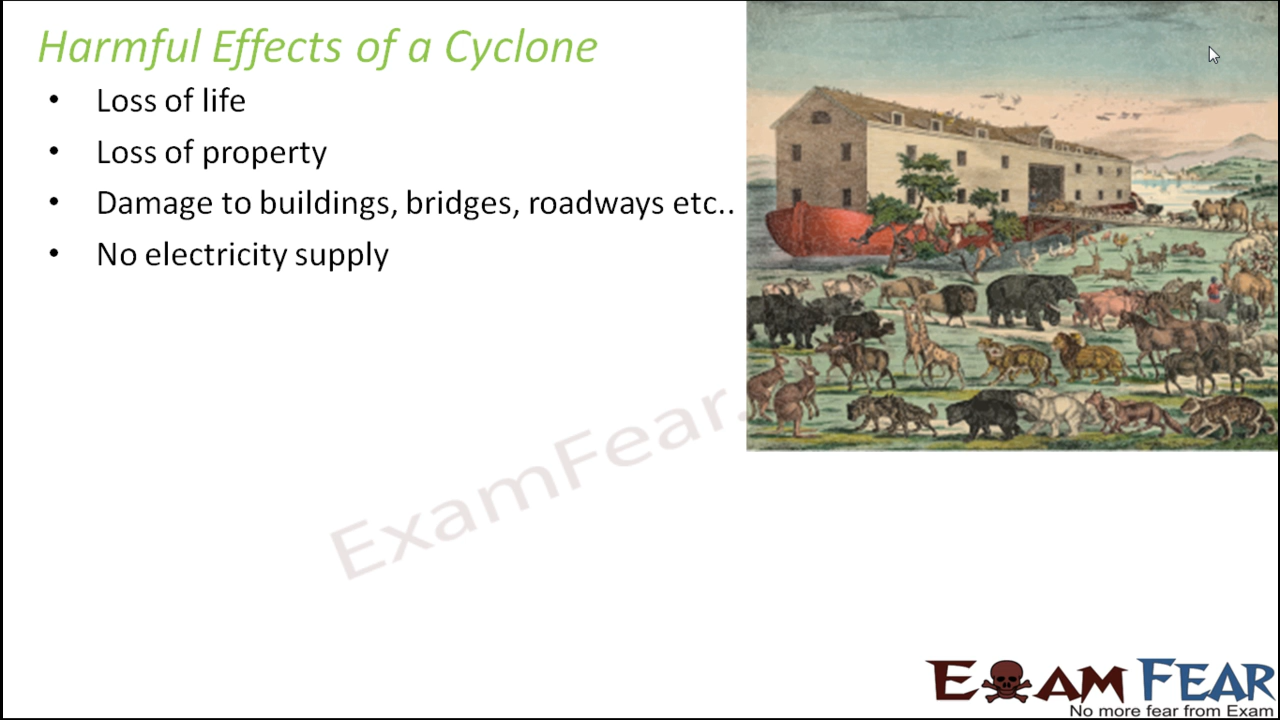 Harmful Effects of a Cyclone
• Loss of life
• Loss of property
• Damage to buildings, bridges, roadways etc..
• No electricity supply
ExamFear.
EXAM FEAR
No more fear from Exam